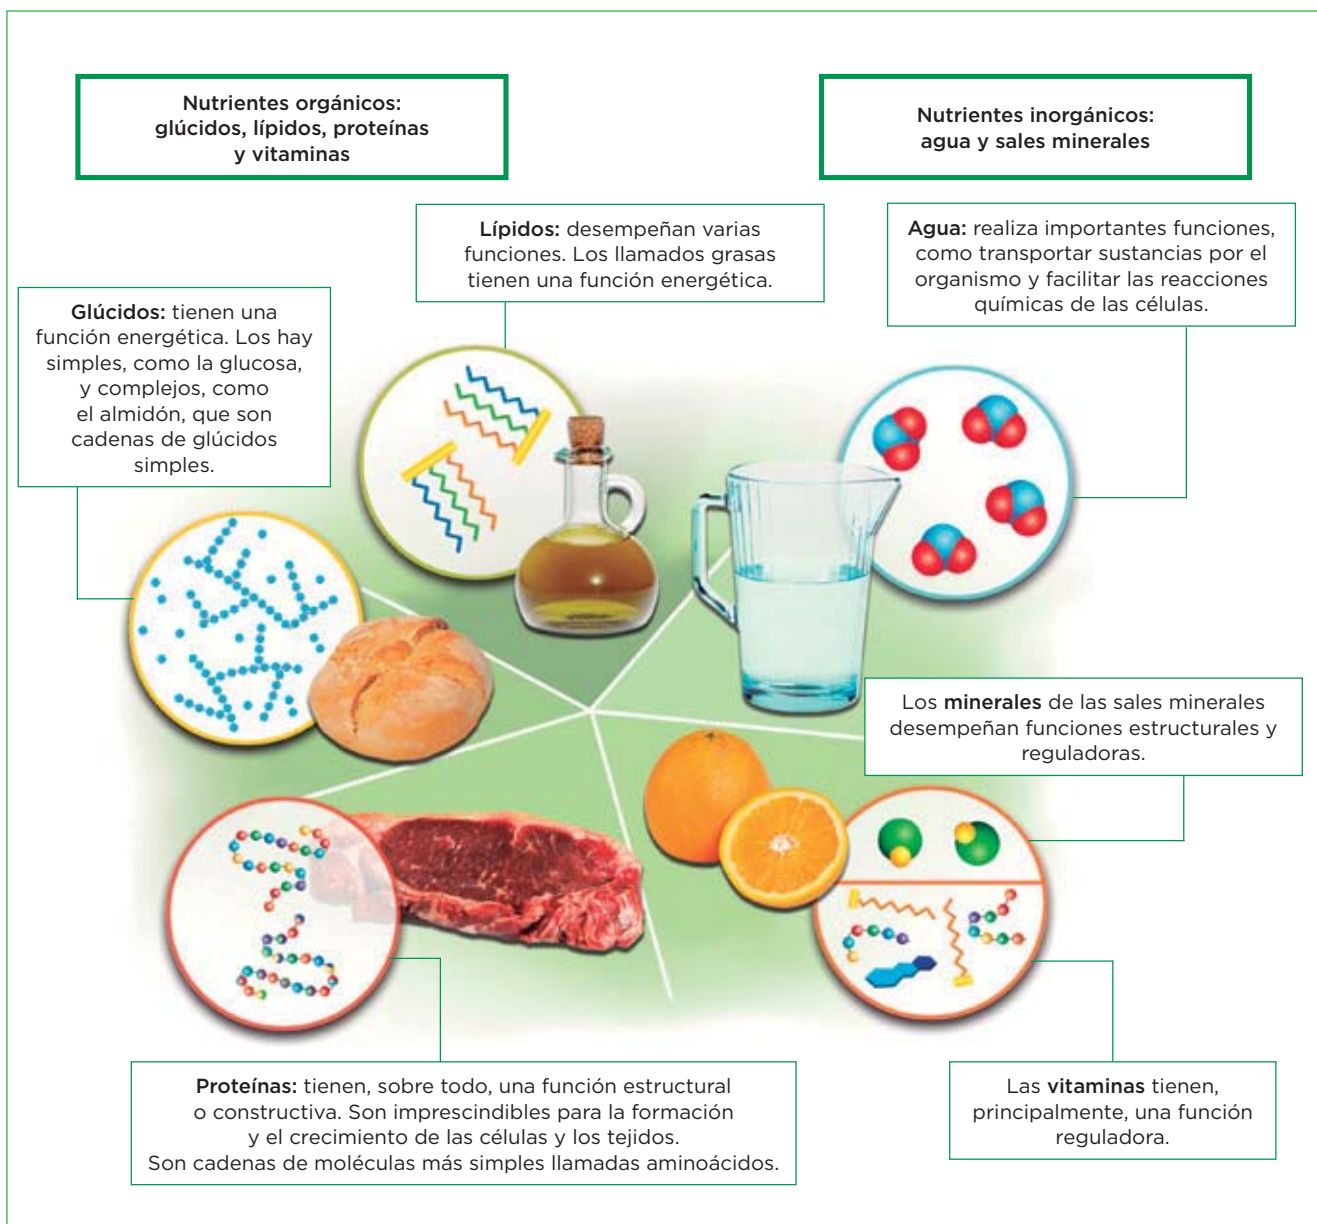 Nutrientes orgánicos:
glúcidos, lípidos, proteínas
y vitaminas
Nutrientes inorgánicos:
agua y sales minerales
Lípidos: desempeñan varias
funciones. Los llamados grasas
tienen una función energética.
Agua: realiza importantes funciones,
como transportar sustancias por el
organismo y facilitar las reacciones
químicas de las células.
Glúcidos: tienen una
función energética. Los hay
simples, como la glucosa,
y complejos, como
el almidón, que son
cadenas de glúcidos
simples.
Los minerales de las sales minerales
desempeñan funciones estructurales y
reguladoras.
Proteínas: tienen, sobre todo, una función estructural
o constructiva. Son imprescindibles para la formación
y el crecimiento de las células y los tejidos.
Son cadenas de moléculas más simples llamadas aminoácidos.
Las vitaminas tienen,
principalmente, una función
reguladora.